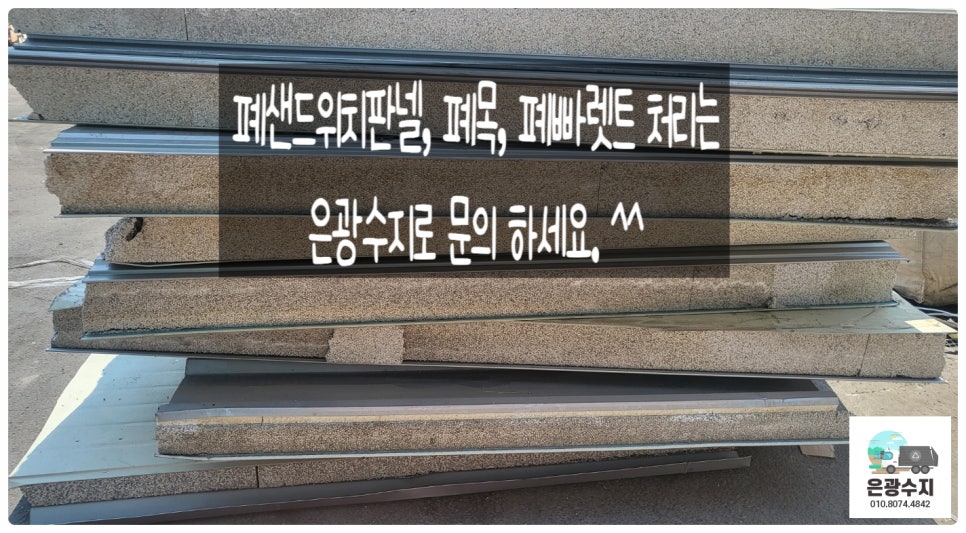 폐샌드위치판넬, 폐목, 폐빠렛트 처리는
은광수지로 문의 하세요. ^^
은광수지
010.8074.4842